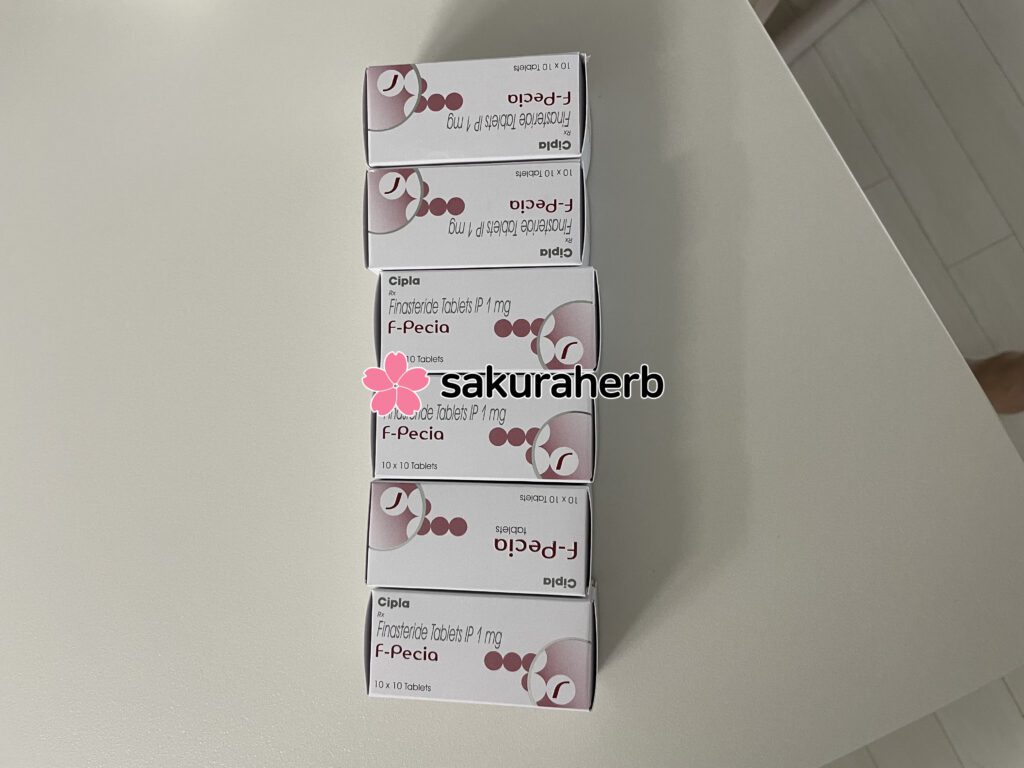 10 x 10 Tablets
F-Pecia
Finasteride Tablets IP 1 mg
Rx
Cipla
10 x 10 Tablets
F-Pecia
Finasteride Tablets IP 1 mg
Rx
Cipla
Cipla
Rx
Finasteride Tablets IP 1 mg
F-Pecia
10 Tablets
sakuraherb
Finasteride Tablets IP 1 mg
F-Pecia
10 x 10 Tablets
10 x 10 Tablets
tablets
F-Pecia
Cipla
Cipla
Rx
Finasteride Tablets IP 1 mg
F-Pecia
10 x 10 Tablets